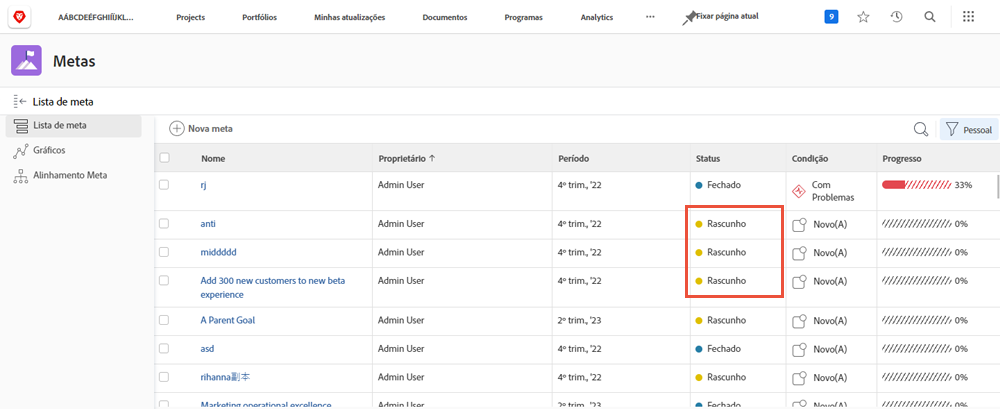 AÁBCDEÉFGHIÍÏJKL... Projects Portfólios Minhas atualizações Documentos Programas Analytics ··· Fixar página atual 9
Metas
Lista de meta
Lista de meta
Gráficos
Alinhamento Meta
Nova meta Pessoal
Nome Proprietário ↑ Período Status Condição Progresso
rj Admin User 4º trim., '22 Fechado Com 33%
Problemas
anti Admin User 4º trim., '22 Rascunho Novo(A) 0%
middddd Admin User 4º trim., '22 Rascunho Novo(A) 0%
Add 300 new customers to new beta Admin User 4º trim., '22 Rascunho Novo(A) 0%
experience
A Parent Goal Admin User 2º trim., '23 Rascunho Novo(A) 0%
asd Admin User 4º trim., '22 Fechado Novo(A) 0%
rihanna副本 Admin User 4º trim., '22 Rascunho Novo(A) 0%
Marketing operational excellence Admin User 4º trim., '22 Fechado Novo(A) 0%